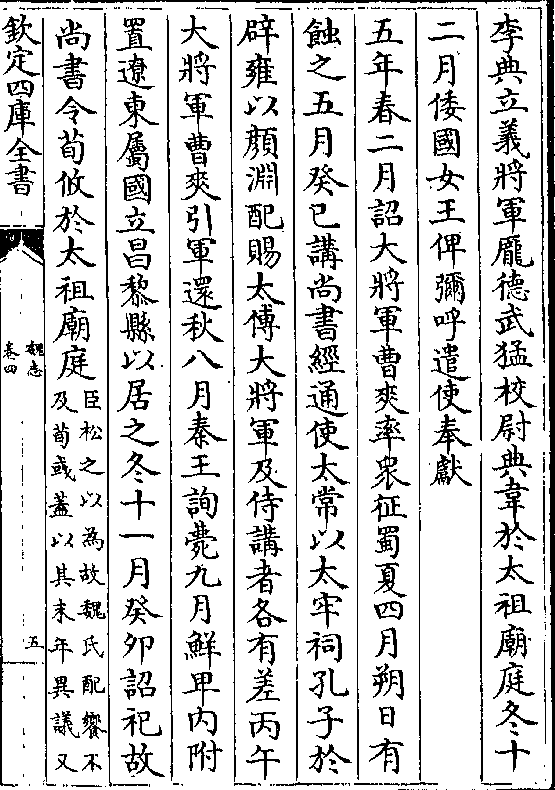 李典立義將軍龐德武猛校尉典韋於太祖廟庭冬十
二月倭國女王俾彌呼遣使奉獻
五年春二月詔大將軍曹爽率衆征蜀夏四月朔日有
蝕之五月癸巳講尚書經通使太常以太牢祠孔子於
辟雍以顔淵配賜太傅大將軍及侍講者各有差丙午
大將軍曹爽引軍還秋八月秦王詢薨九月鮮卑内附
置遼東屬國立昌黎縣以居之冬十一月癸卯詔祀故
尚書令荀攸於太祖廟庭
臣松之以為故魏氏配饗不
及荀彧蓋以其末年異議又
欽定四庫全書
魏志
卷四
五